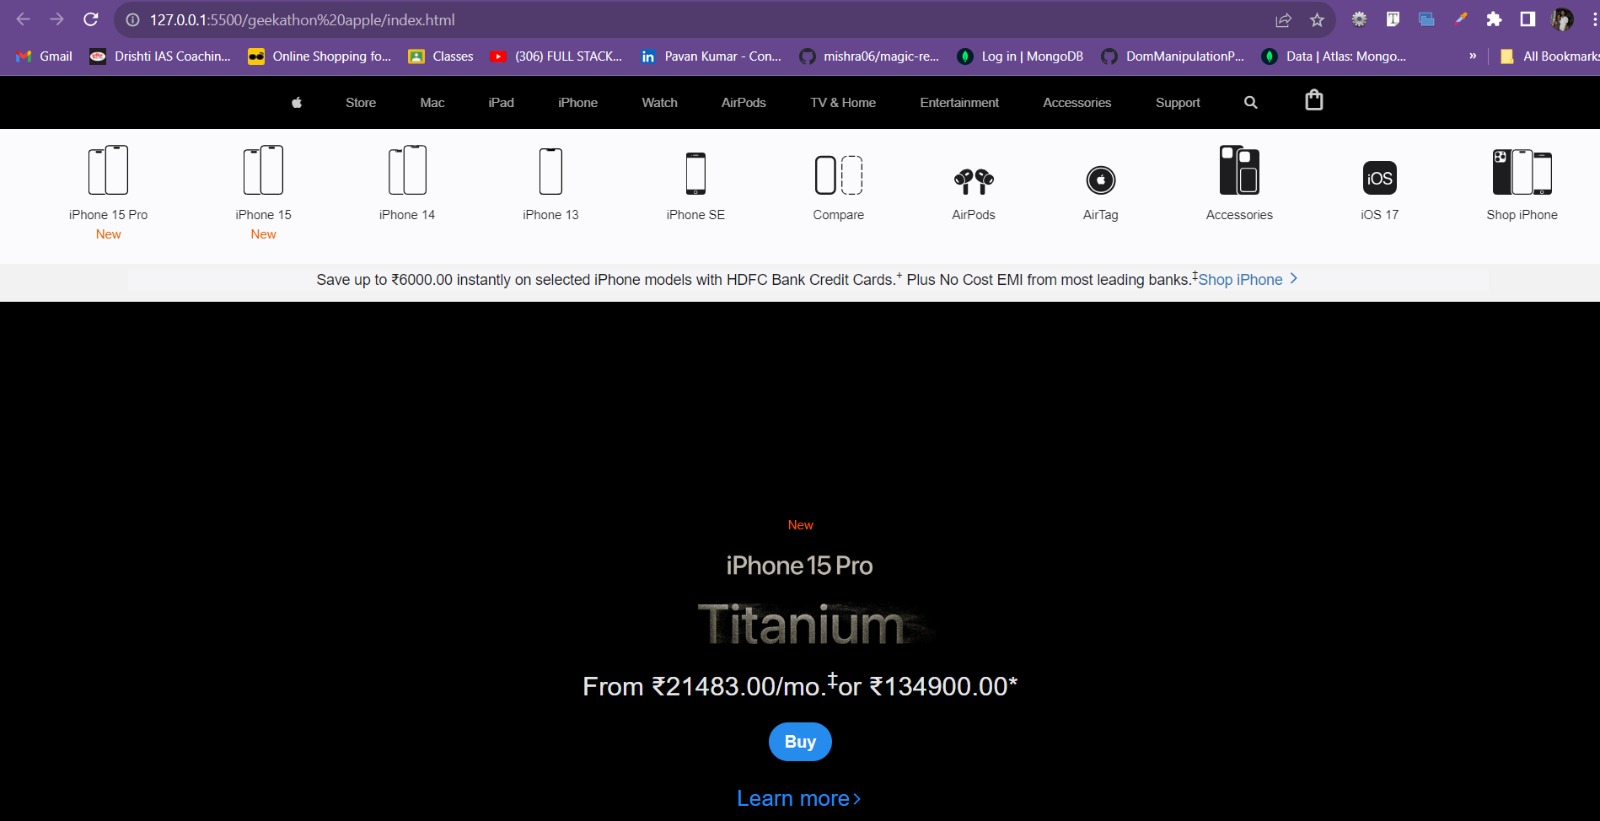 127.0.0.1:5500/geekathon%20apple/index.html
Gmail Drishti IAS Coachin... Online Shopping fo... Classes (306) FULL STACK... in Pavan Kumar - Con... mishra06/magic-re... Log in | MongoDB DomManipulationP... Data | Atlas: Mongo... » All Bookmarks
Store Mac iPad iPhone Watch AirPods TV & Home Entertainment Accessories Support
iOS
iPhone 15 Pro iPhone 15 iPhone 14 iPhone 13 iPhone SE Compare AirPods AirTag Accessories iOS 17 Shop iPhone
New New
Save up to ₹6000.00 instantly on selected iPhone models with HDFC Bank Credit Cards.⁺ Plus No Cost EMI from most leading banks.‡Shop iPhone >
New
iPhone 15 Pro
Titanium
From ₹21483.00/mo.‡or ₹134900.00*
Buy
Learn more>